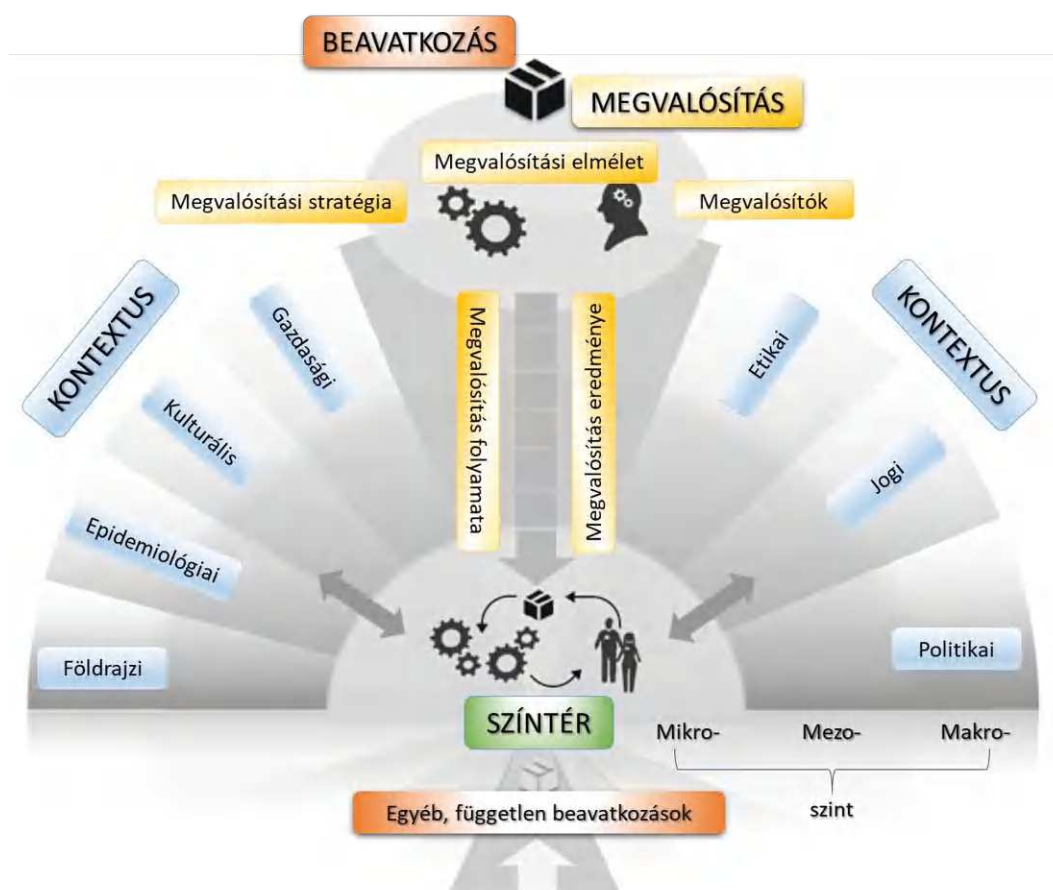 BEAVATKOZÁS
MEGVALÓSÍTÁS
Megvalósítási elmélet
Megvalósítási stratégia
Megvalósítók
KONTEXTUS
KONTEXTUS
Gazdasági
Kulturális
Epidemiológiai
Földrajzi
Megvalósítás folyamata
Megvalósítás eredménye
Etikai
Jogi
Politikai
SZÍNTÉR
Mikro-
Mezo-
Makro-
szint
Egyéb, független beavatkozások